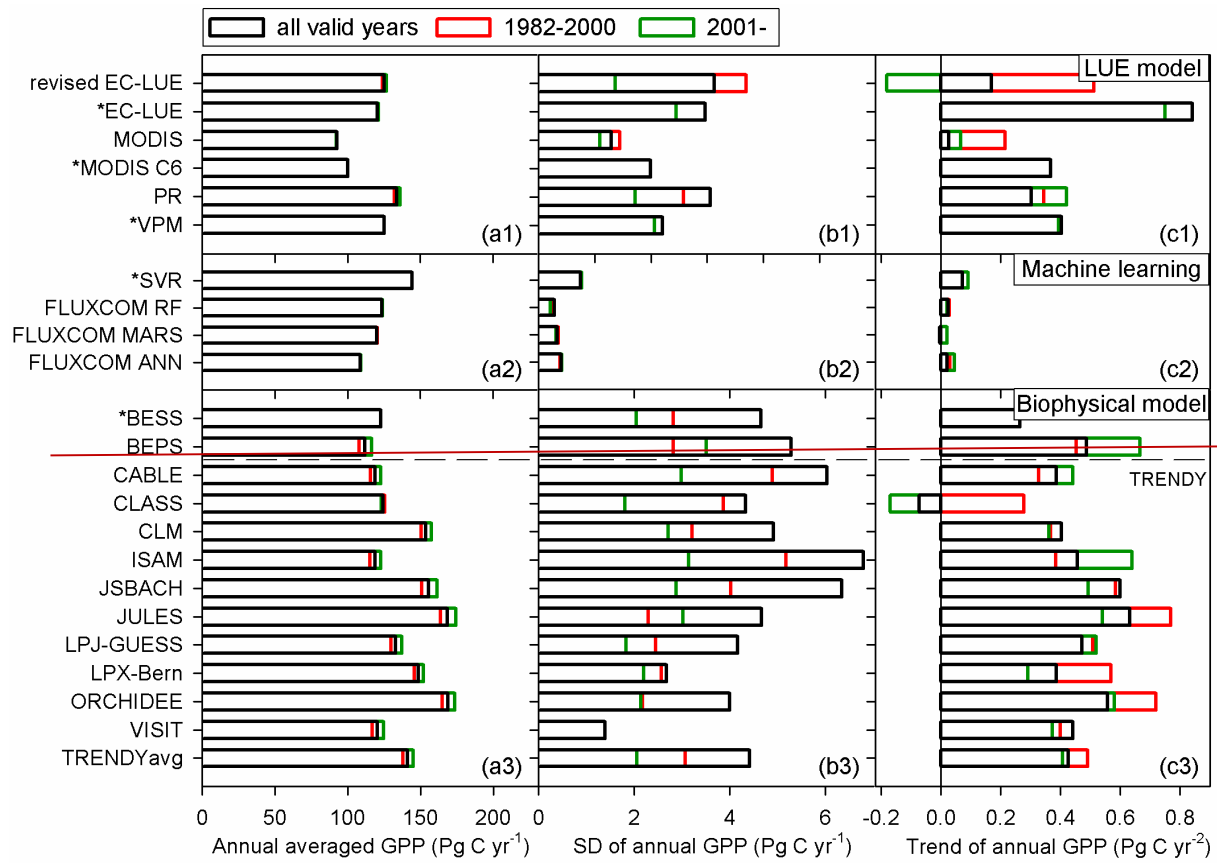 all valid years 1982-2000 2001-
revised EC-LUE
*EC-LUE
MODIS
*MODIS C6
PR
*VPM
(a1) (b1) (c1)
LUE model
*SVR
FLUXCOM RF
FLUXCOM MARS
FLUXCOM ANN
(a2) (b2) (c2)
Machine learning
*BESS
BEPS
CABLE
CLASS
CLM
ISAM
JSBACH
JULES
LPJ-GUESS
LPX-Bern
ORCHIDEE
VISIT
TRENDYavg
(a3) (b3) (c3)
Biophysical model
TRENDY
0 50 100 150 200 0 2 4 6 -0.2 0.0 0.2 0.4 0.6 0.8
Annual averaged GPP (Pg C yr⁻¹) SD of annual GPP (Pg C yr⁻¹) Trend of annual GPP (Pg C yr⁻²)